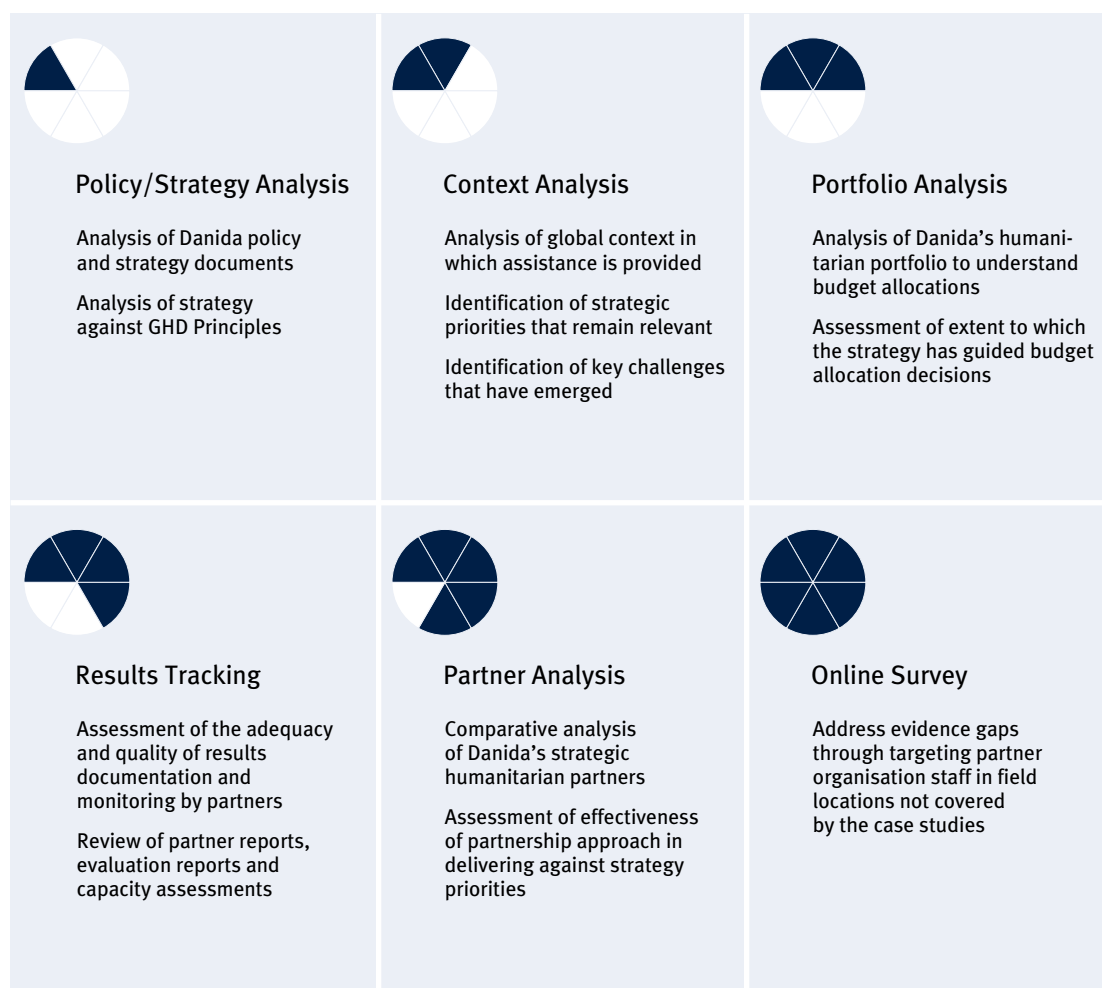 Policy/Strategy Analysis
Analysis of Danida policy
and strategy documents
Analysis of strategy
against GHD Principles
Context Analysis
Analysis of global context in
which assistance is provided
Identification of strategic
priorities that remain relevant
Identification of key challenges
that have emerged
Portfolio Analysis
Analysis of Danida’s humani-
tarian portfolio to understand
budget allocations
Assessment of extent to which
the strategy has guided budget
allocation decisions
Results Tracking
Assessment of the adequacy
and quality of results
documentation and
monitoring by partners
Review of partner reports,
evaluation reports and
capacity assessments
Partner Analysis
Comparative analysis
of Danida’s strategic
humanitarian partners
Assessment of effectiveness
of partnership approach in
delivering against strategy
priorities
Online Survey
Address evidence gaps
through targeting partner
organisation staff in field
locations not covered
by the case studies